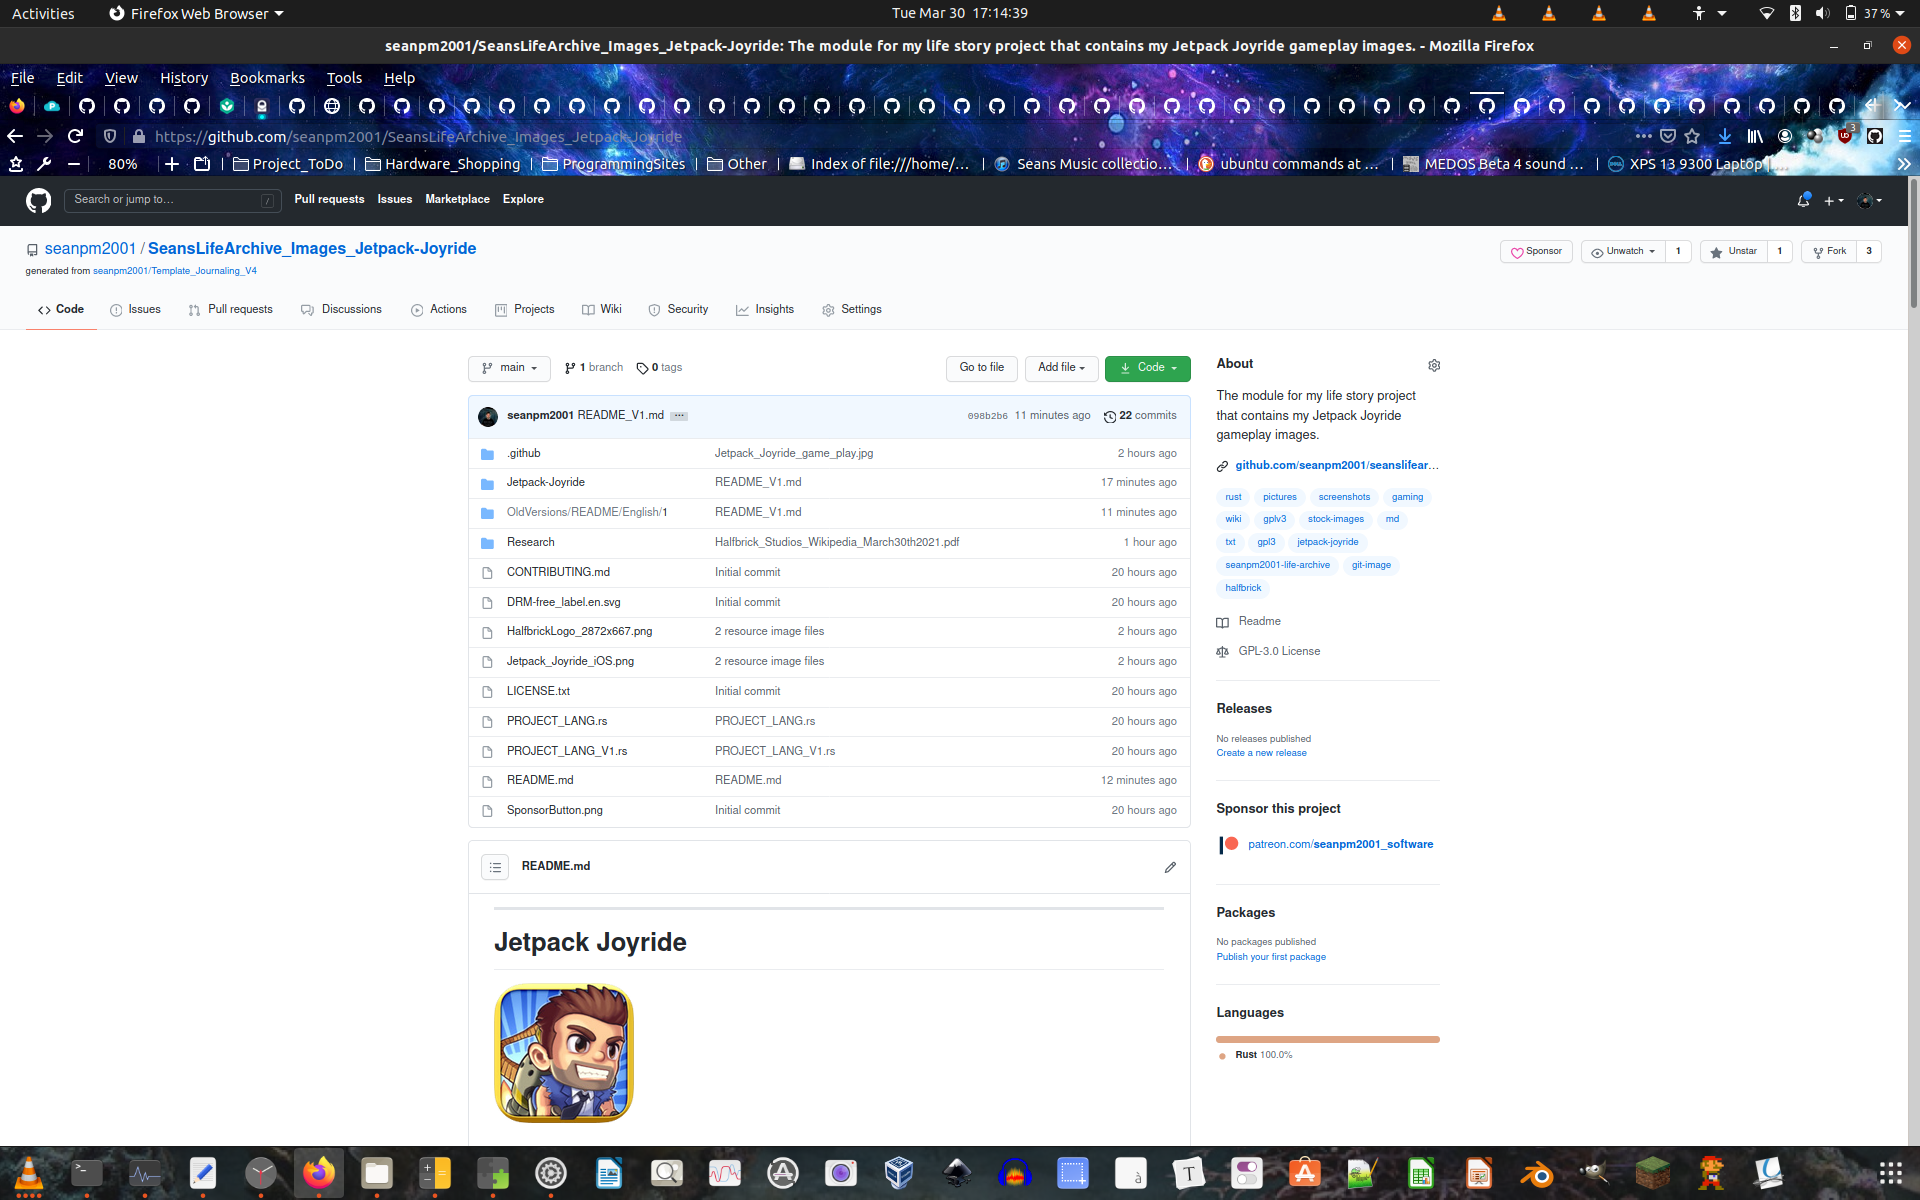 Activities Firefox Web Browser Tue Mar 30 17:14:39 37 %
seanpm2001/SeansLifeArchive_Images_Jetpack-Joyride: The module for my life story project that contains my Jetpack Joyride gameplay images. - Mozilla Firefox
File Edit View History Bookmarks Tools Help
https://github.com/seanpm2001/SeansLifeArchive_Images_Jetpack-Joyride 3
80% Project_ToDo Hardware_Shopping ProgrammingSites Other Index of file:///home/... Seans Music collectio... ubuntu commands at ... MEDOS Beta 4 sound ... XPS 13 9300 Laptop |...
Search or jump to... / Pull requests Issues Marketplace Explore
seanpm2001 / SeansLifeArchive_Images_Jetpack-Joyride Sponsor Unwatch 1 Unstar 1 Fork 3
generated from seanpm2001/Template_Journaling_V4
Code Issues Pull requests Discussions Actions Projects Wiki Security Insights Settings
main 1 branch 0 tags Go to file Add file Code
seanpm2001 README_V1.md ... 098b2b6 11 minutes ago 22 commits
.github Jetpack_Joyride_game_play.jpg 2 hours ago
Jetpack-Joyride README_V1.md 17 minutes ago
OldVersions/README/English/1 README_V1.md 11 minutes ago
Research Halfbrick_Studios_Wikipedia_March30th2021.pdf 1 hour ago
CONTRIBUTING.md Initial commit 20 hours ago
DRM-free_label.en.svg Initial commit 20 hours ago
HalfbrickLogo_2872x667.png 2 resource image files 2 hours ago
Jetpack_Joyride_iOS.png 2 resource image files 2 hours ago
LICENSE.txt Initial commit 20 hours ago
PROJECT_LANG.rs PROJECT_LANG.rs 20 hours ago
PROJECT_LANG_V1.rs PROJECT_LANG_V1.rs 20 hours ago
README.md README.md 12 minutes ago
SponsorButton.png Initial commit 20 hours ago
README.md
Jetpack Joyride
About
The module for my life story project
that contains my Jetpack Joyride
gameplay images.
github.com/seanpm2001/seanslifear...
rust pictures screenshots gaming
wiki gplv3 stock-images md
txt gpl3 jetpack-joyride
seanpm2001-life-archive git-image
halfbrick
Readme
GPL-3.0 License
Releases
No releases published
Create a new release
Sponsor this project
patreon.com/seanpm2001_software
Packages
No packages published
Publish your first package
Languages
Rust 100.0%